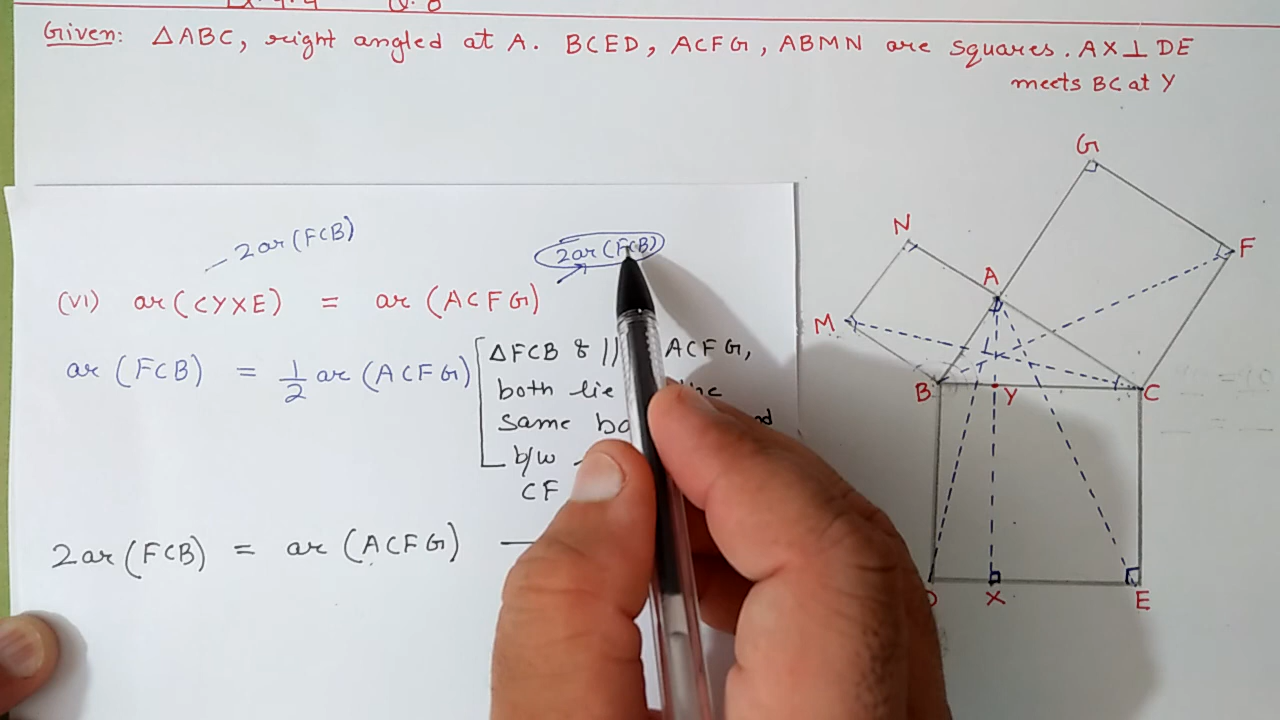 Given: △ABC, right angled at A. BCED, ACFG, ABMN are squares. AX⊥DE
meets BC at Y
2ar(FCB)
2ar(FCB)
(VI) ar(CYXE) = ar(ACFG)
ar(FCB) = 1/2 ar(ACFG)
△FCB & || ACFG,
both lie
same
b/w
CF
2ar(FCB) = ar(ACFG)
G
N
F
A
M
B
Y
C
X
E